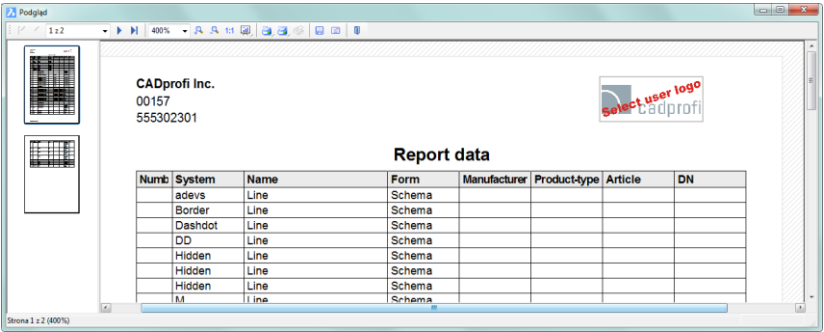 Podgląd
1 z 2
400%
1:1
CADprofi Inc.
00157
555302301
Select user logo
cadprofi
Report data
Numb System Name Form Manufacturer Product-type Article DN
adevs Line Schema
Border Line Schema
Dashdot Line Schema
DD Line Schema
Hidden Line Schema
Hidden Line Schema
Hidden Line Schema
M Line Schema
Strona 1 z 2 (400%)